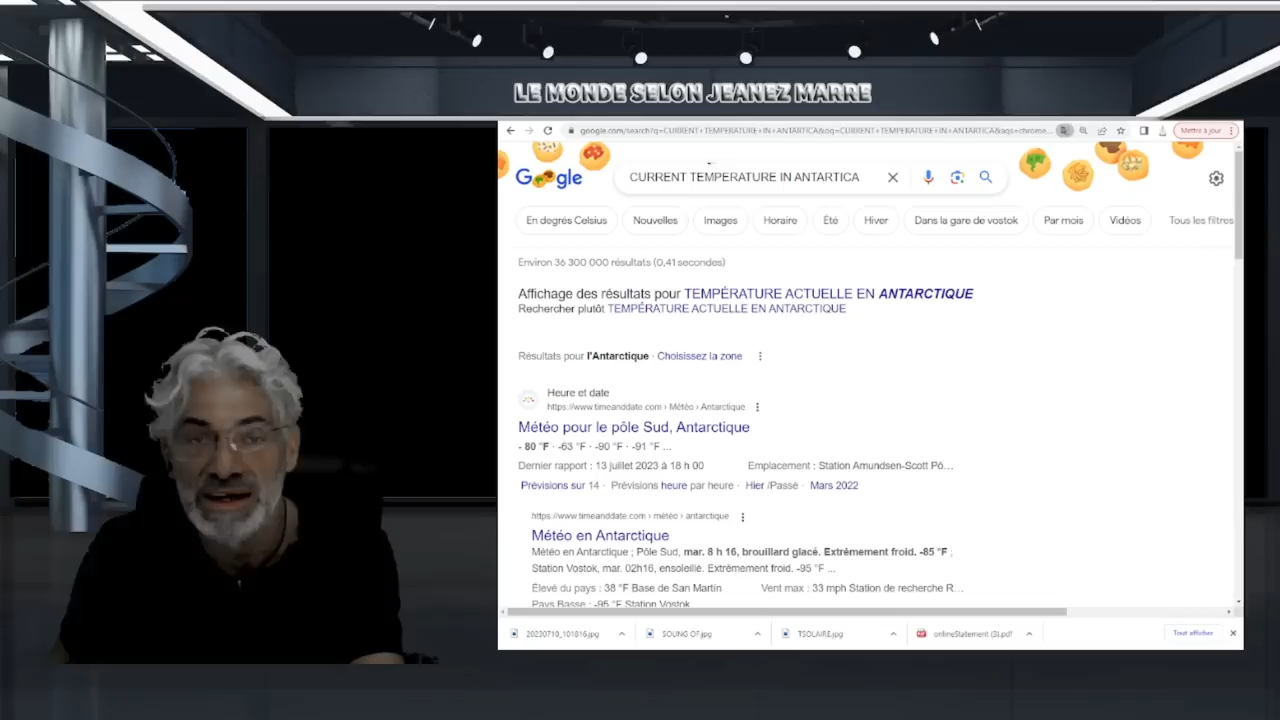 LE MONDE SELON JEANEZ MARRE
google.com/search?q=CURRENT+TEMPERATURE+IN+ANTARTICA&oq=CURRENT+TEMPERATURE+IN+ANTARTICA&aqs=chrome...
Mettre à jour
Google
CURRENT TEMPERATURE IN ANTARTICA
En degrés Celsius
Nouvelles
Images
Horaire
Été
Hiver
Dans la gare de vostok
Par mois
Vidéos
Tous les filtres
Environ 36 300 000 résultats (0,41 secondes)
Affichage des résultats pour TEMPÉRATURE ACTUELLE EN ANTARCTIQUE
Rechercher plutôt TEMPÉRATURE ACTUELLE EN ANTARCTIQUE
Résultats pour l'Antarctique · Choisissez la zone
Heure et date
https://www.timeanddate.com › Météo › Antarctique
Météo pour le pôle Sud, Antarctique
- 80 °F · -63 °F · -90 °F · -91 °F ...
Dernier rapport : 13 juillet 2023 à 18 h 00 Emplacement : Station Amundsen-Scott Pô...
Prévisions sur 14 · Prévisions heure par heure · Hier /Passé · Mars 2022
https://www.timeanddate.com › météo › antarctique
Météo en Antarctique
Météo en Antarctique ; Pôle Sud, mar. 8 h 16, brouillard glacé. Extrêmement froid. -85 °F ;
Station Vostok, mar. 02h16, ensoleillé. Extrêmement froid. -95 °F ...
Élevé du pays : 38 °F Base de San Martín Vent max : 33 mph Station de recherche R...
Pays Basse : -95 °F Station Vostok
20230710_101816.jpg
SOUNG OF.jpg
TSOLAIRE.jpg
onlineStatement (3).pdf
Tout afficher